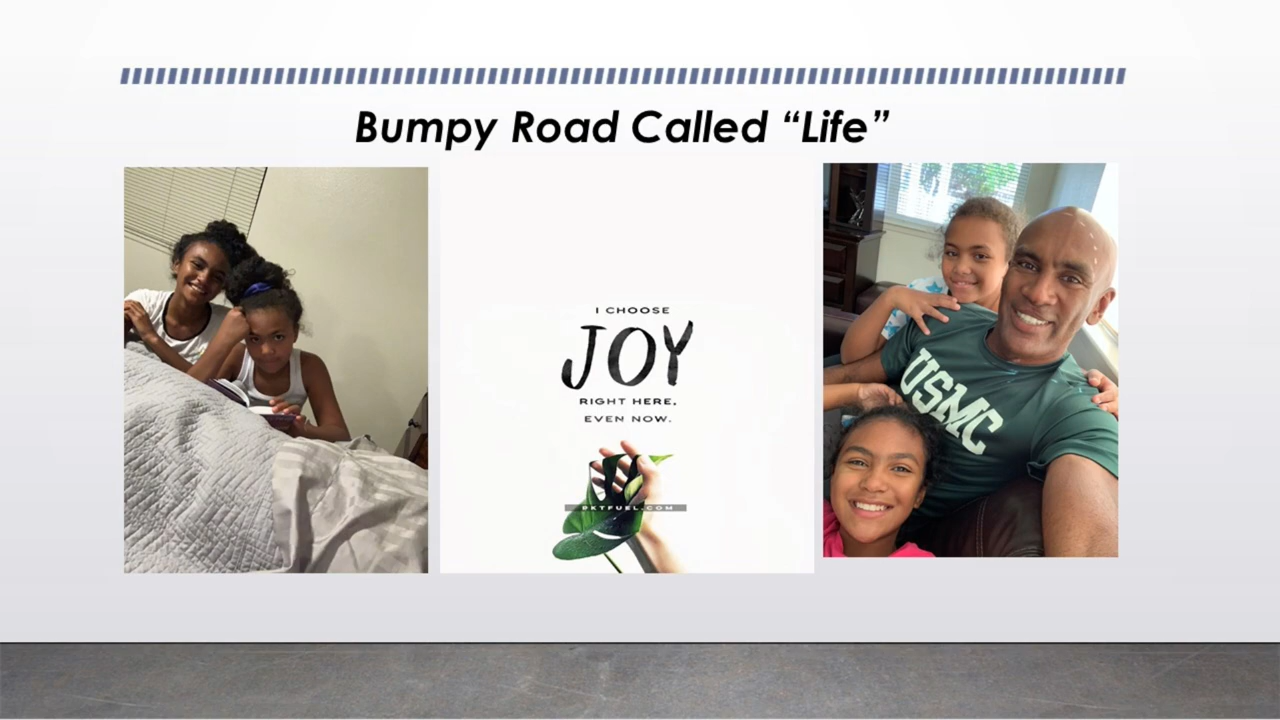 Bumpy Road Called “Life”
I CHOOSE
JOY
RIGHT HERE,
EVEN NOW.
USMC